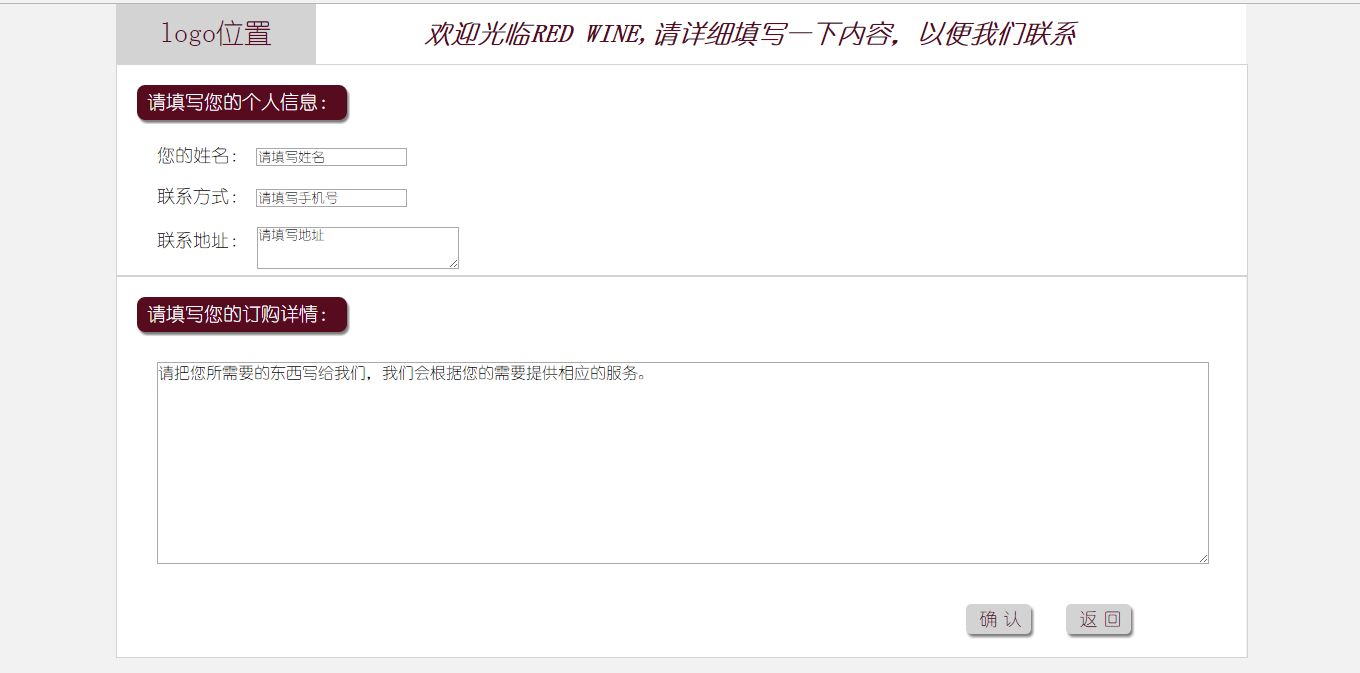 logo位置
欢迎光临RED WINE,请详细填写一下内容，以便我们联系
请填写您的个人信息:
您的姓名: 请填写姓名
联系方式: 请填写手机号
联系地址: 请填写地址
请填写您的订购详情:
请把您所需要的东西写给我们，我们会根据您的需要提供相应的服务。
确 认 返 回